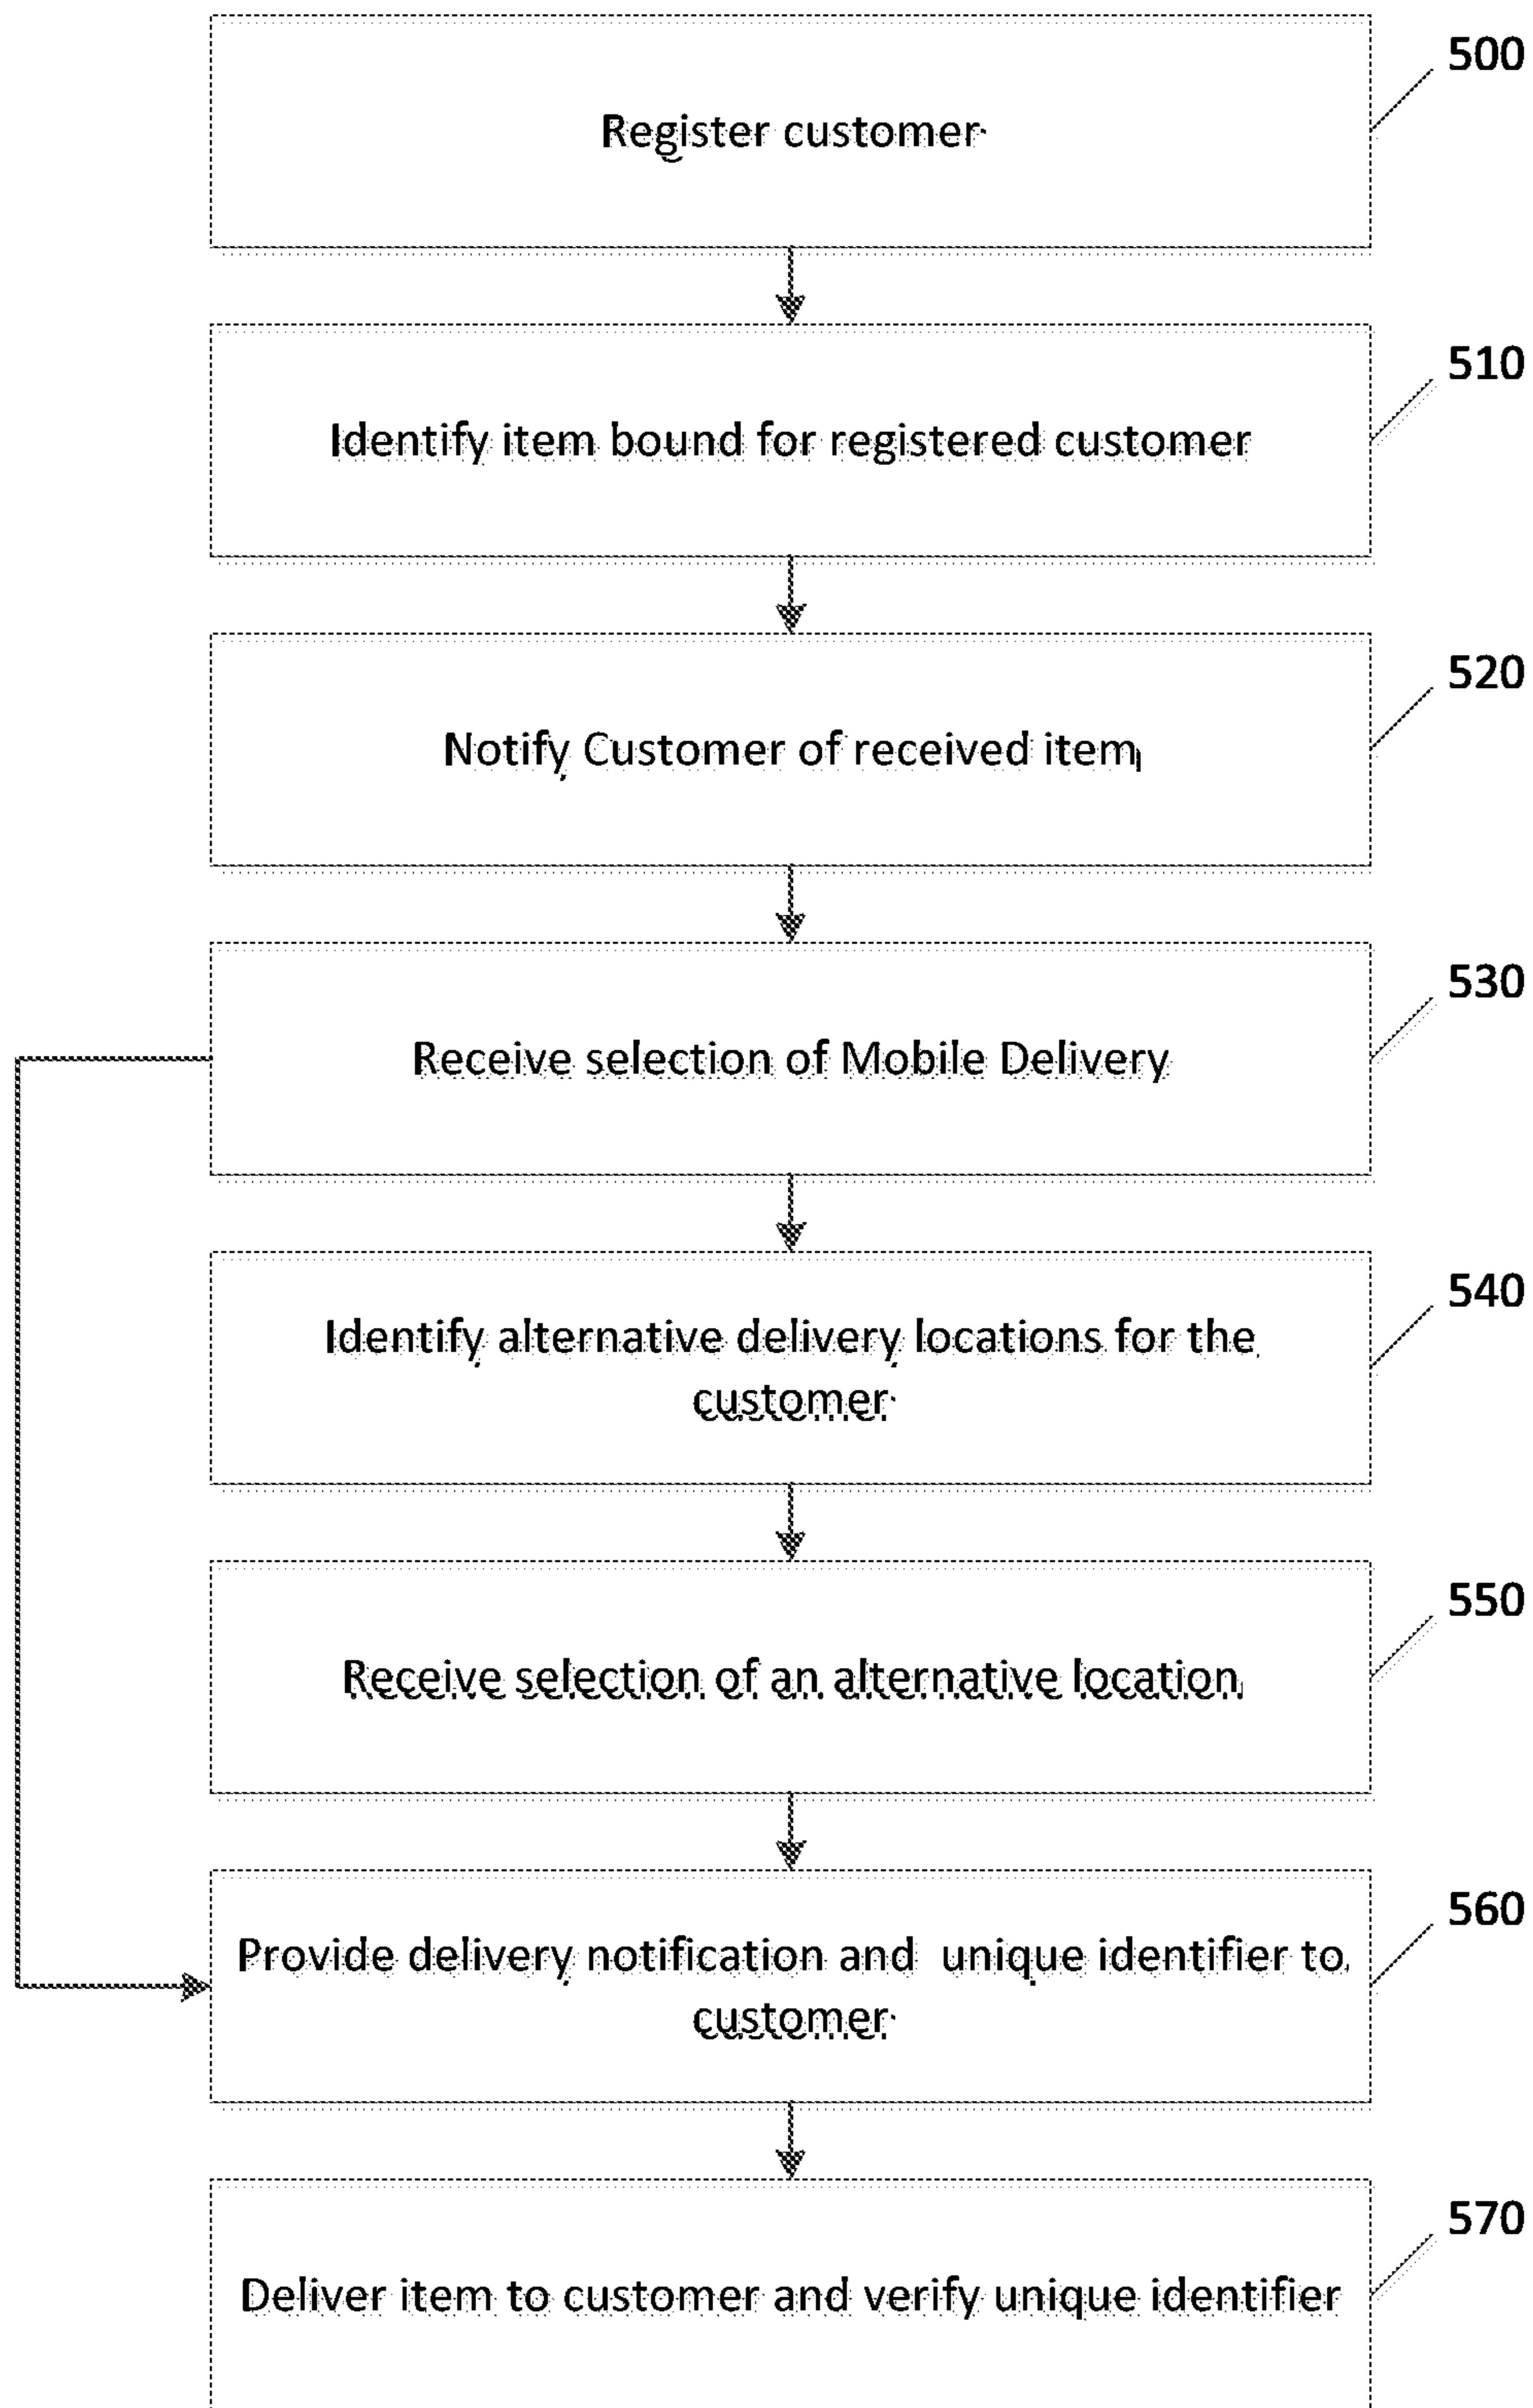 Register customer
500
Identify item bound for registered customer
510
Notify Customer of received item
520
Receive selection of Mobile Delivery
530
Identify alternative delivery locations for the
customer
540
Receive selection of an alternative location
550
Provide delivery notification and unique identifier to
customer
560
Deliver item to customer and verify unique identifier
570